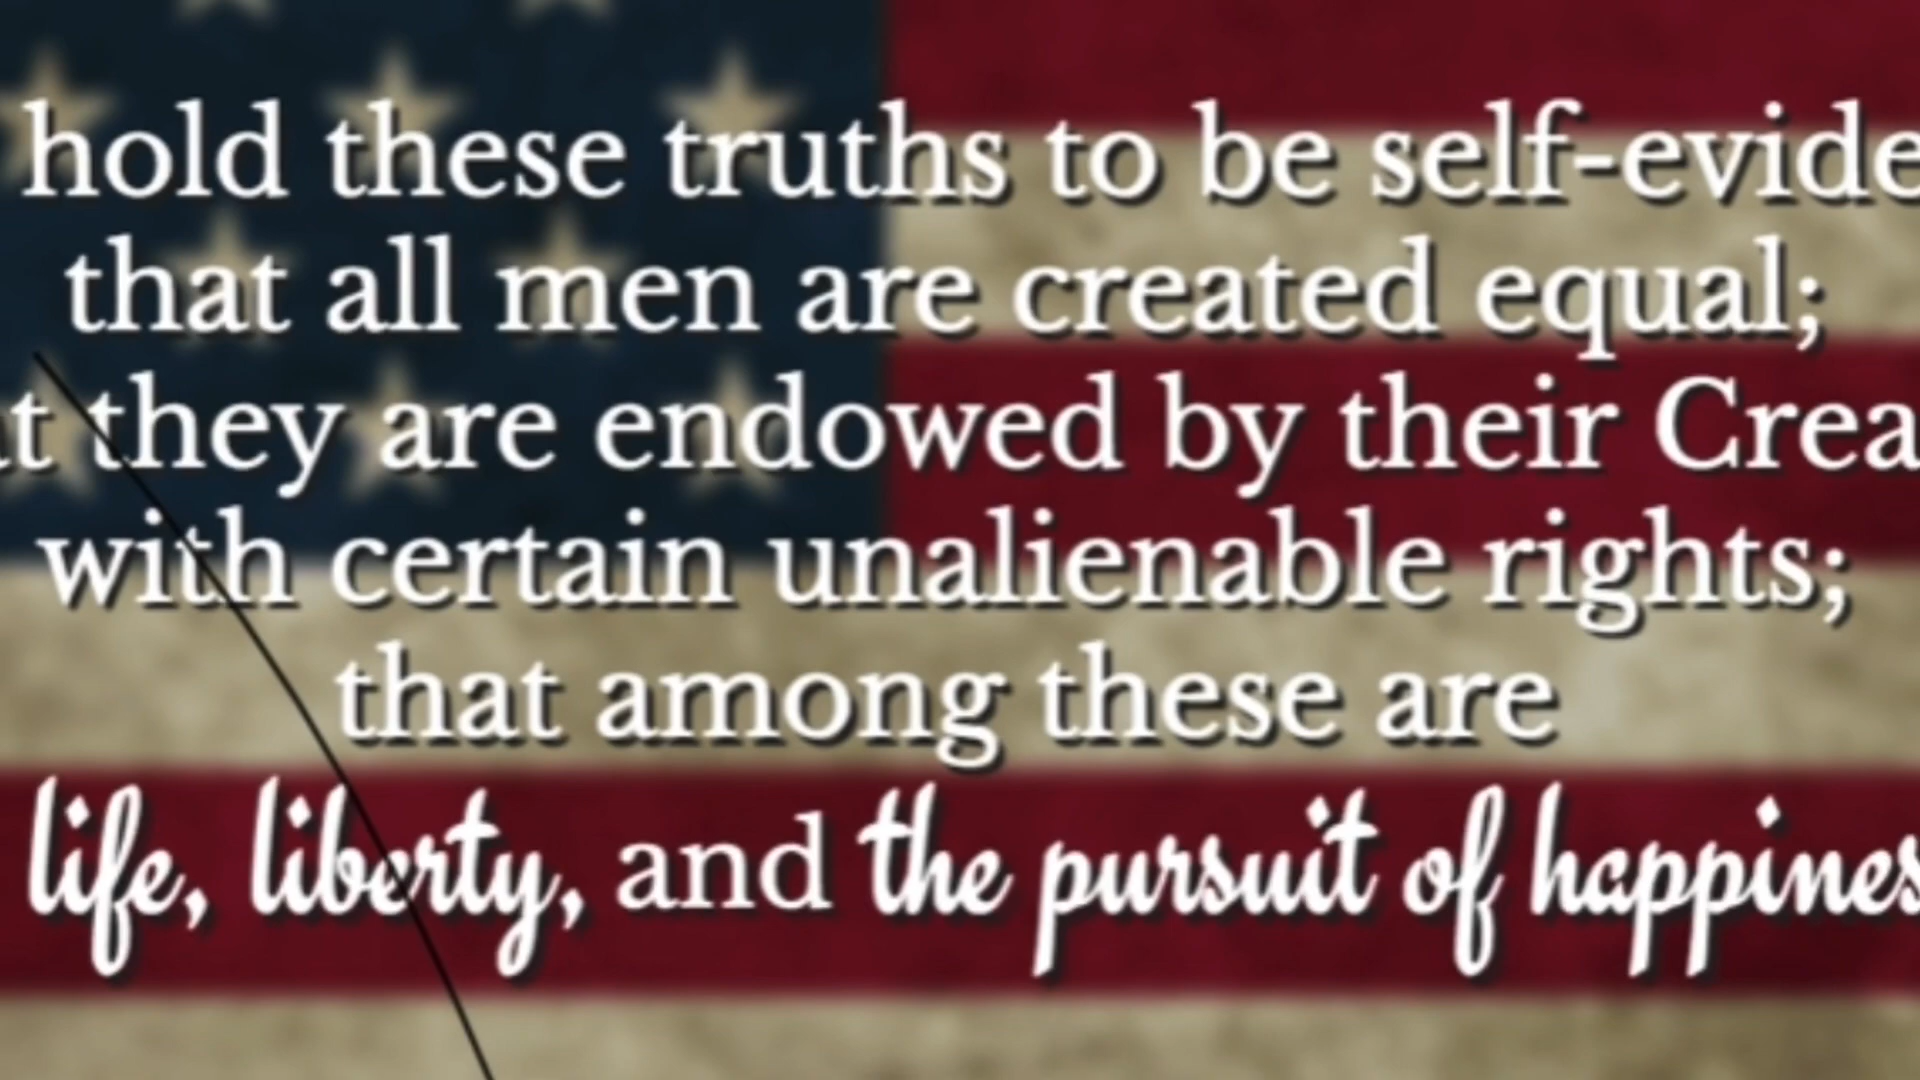 hold these truths to be self-evide
that all men are created equal;
at they are endowed by their Crea
with certain unalienable rights;
that among these are
life, liberty, and the pursuit of happines